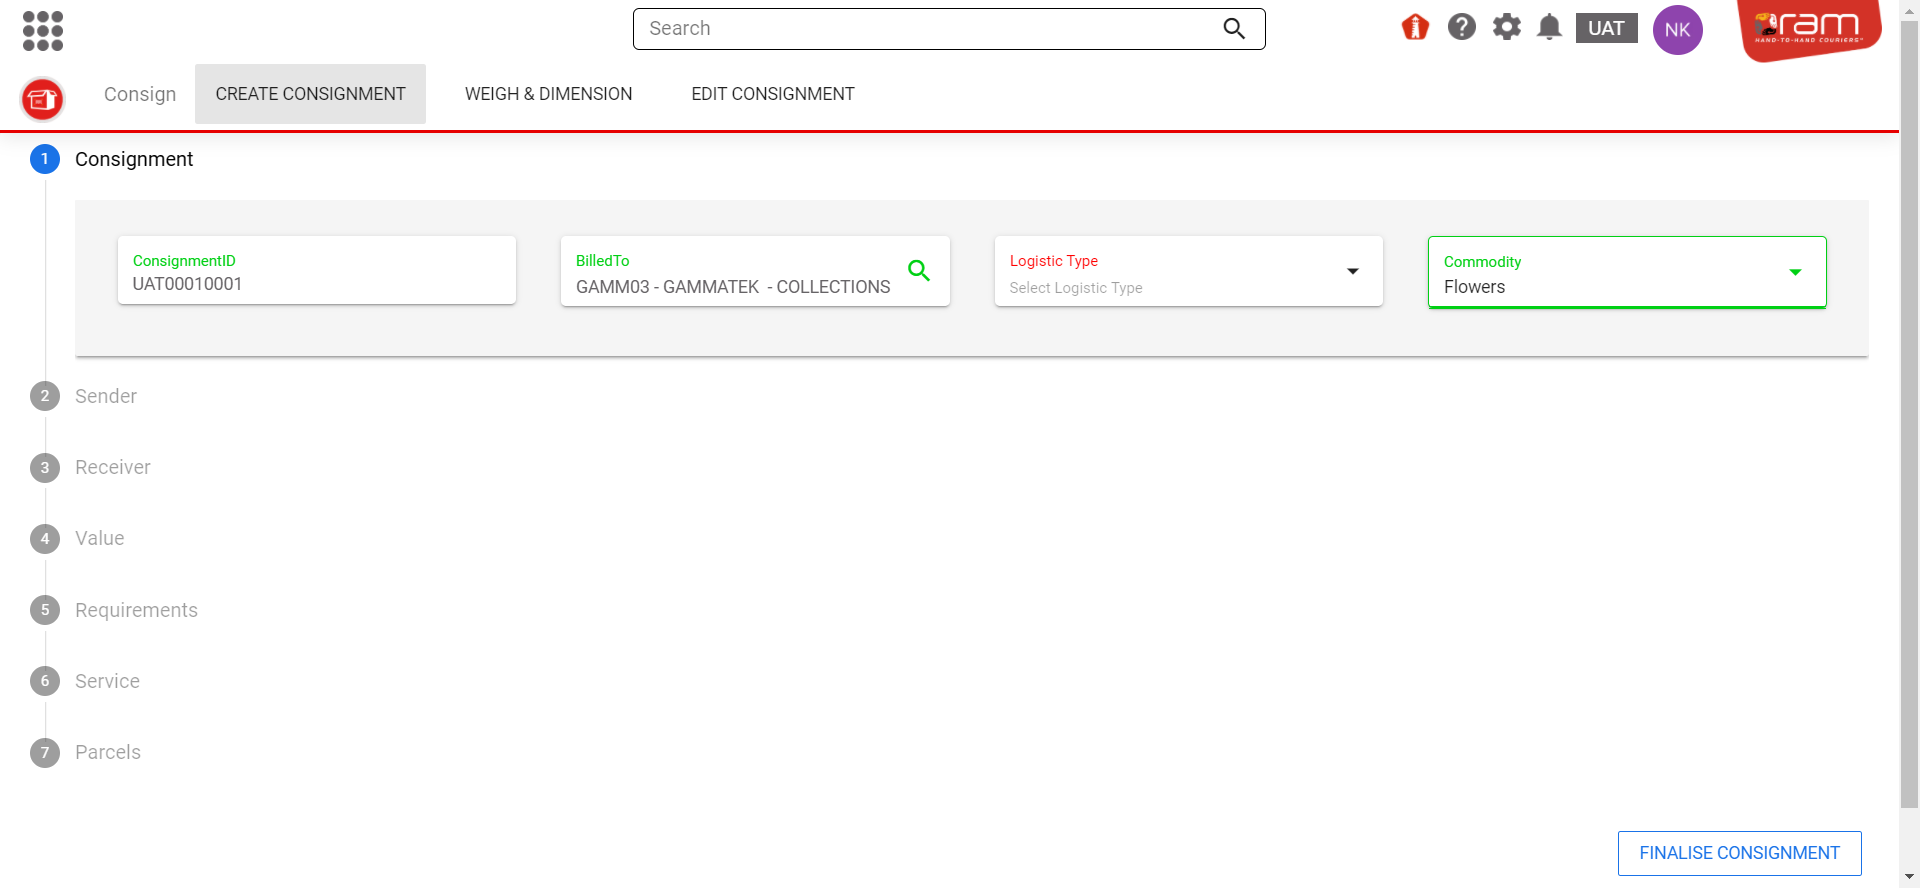 Search
UAT
NK
ram
HAND-TO-HAND COURIERS™
Consign
CREATE CONSIGNMENT
WEIGH & DIMENSION
EDIT CONSIGNMENT
1 Consignment
ConsignmentID
UAT00010001
BilledTo
GAMM03 - GAMMATEK - COLLECTIONS
Logistic Type
Select Logistic Type
Commodity
Flowers
2 Sender
3 Receiver
4 Value
5 Requirements
6 Service
7 Parcels
FINALISE CONSIGNMENT